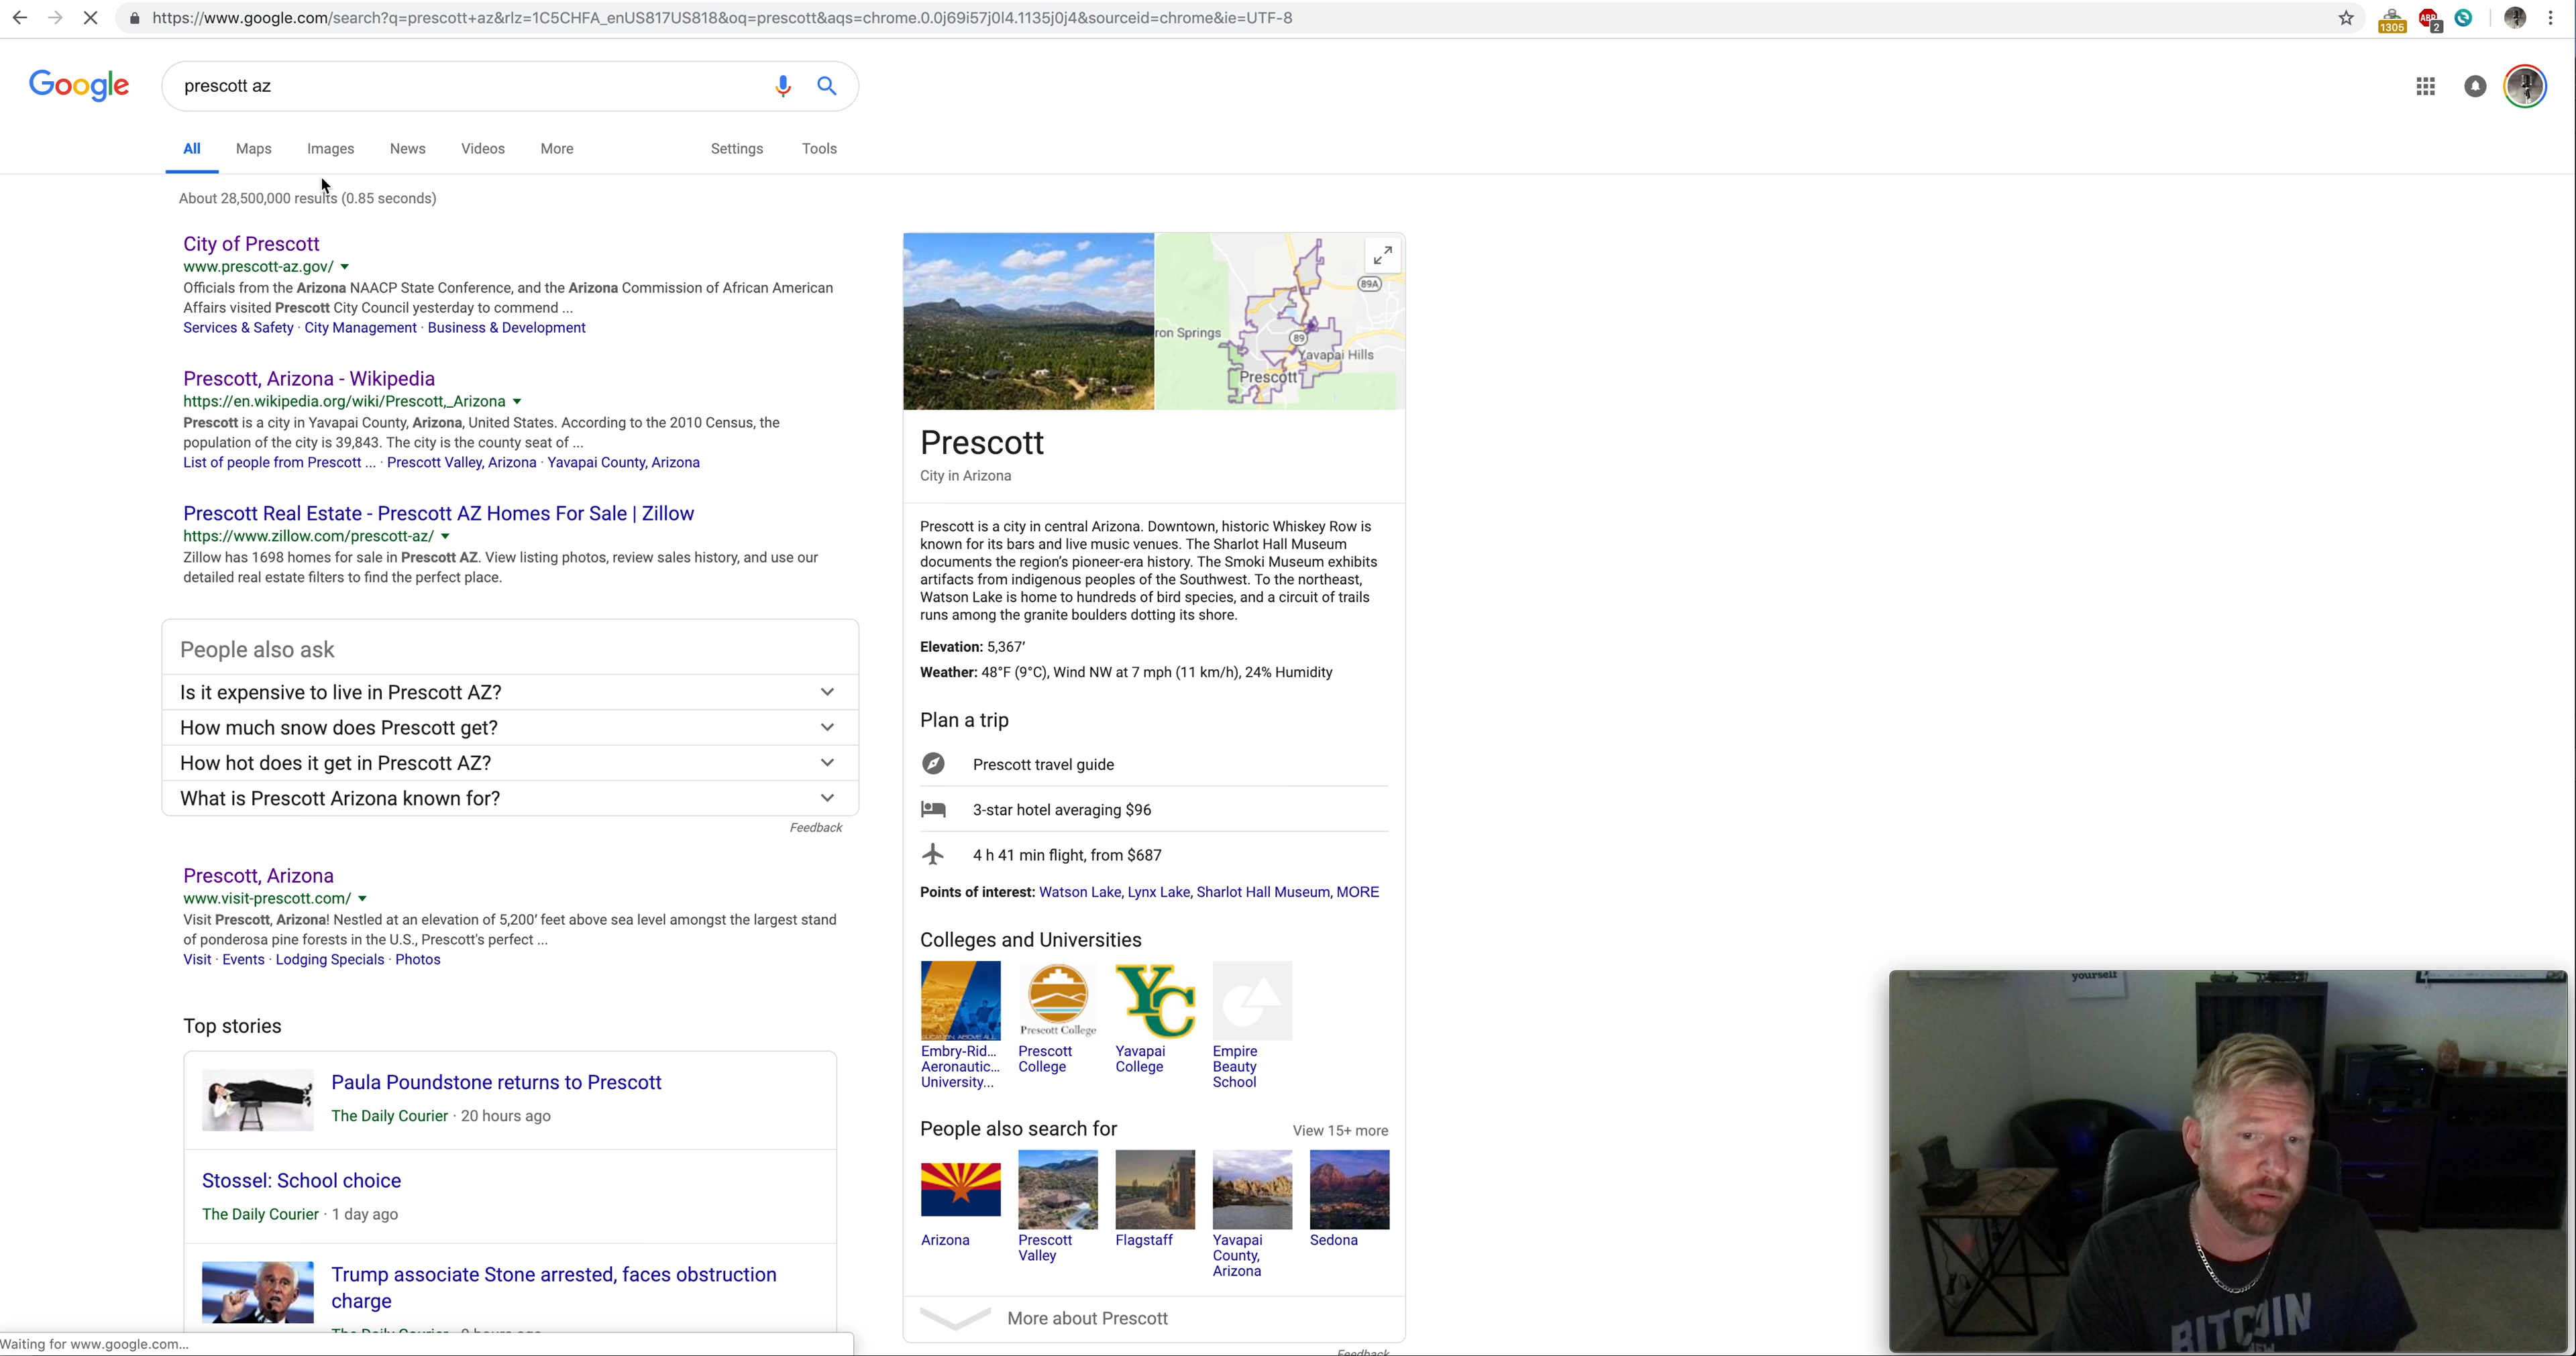 https://www.google.com/search?q=prescott+az&rlz=1C5CHFA_enUS817US818&oq=prescott&aqs=chrome.0.0j69i57j0l4.1135j0j4&sourceid=chrome&ie=UTF-8
1305
ABP
2
Google
prescott az
All
Maps
Images
News
Videos
More
Settings
Tools
About 28,500,000 results (0.85 seconds)
City of Prescott
www.prescott-az.gov/
Officials from the Arizona NAACP State Conference, and the Arizona Commission of African American
Affairs visited Prescott City Council yesterday to commend ...
Services & Safety · City Management · Business & Development
Prescott, Arizona - Wikipedia
https://en.wikipedia.org/wiki/Prescott,_Arizona
Prescott is a city in Yavapai County, Arizona, United States. According to the 2010 Census, the
population of the city is 39,843. The city is the county seat of ...
List of people from Prescott ... · Prescott Valley, Arizona · Yavapai County, Arizona
Prescott Real Estate - Prescott AZ Homes For Sale | Zillow
https://www.zillow.com/prescott-az/
Zillow has 1698 homes for sale in Prescott AZ. View listing photos, review sales history, and use our
detailed real estate filters to find the perfect place.
People also ask
Is it expensive to live in Prescott AZ?
How much snow does Prescott get?
How hot does it get in Prescott AZ?
What is Prescott Arizona known for?
Feedback
Prescott, Arizona
www.visit-prescott.com/
Visit Prescott, Arizona! Nestled at an elevation of 5,200' feet above sea level amongst the largest stand
of ponderosa pine forests in the U.S., Prescott's perfect ...
Visit · Events · Lodging Specials · Photos
Top stories
Paula Poundstone returns to Prescott
The Daily Courier · 20 hours ago
Stossel: School choice
The Daily Courier · 1 day ago
Trump associate Stone arrested, faces obstruction
charge
Waiting for www.google.com...
89A
ron Springs
89
Yavapai Hills
Prescott
Prescott
City in Arizona
Prescott is a city in central Arizona. Downtown, historic Whiskey Row is
known for its bars and live music venues. The Sharlot Hall Museum
documents the region's pioneer-era history. The Smoki Museum exhibits
artifacts from indigenous peoples of the Southwest. To the northeast,
Watson Lake is home to hundreds of bird species, and a circuit of trails
runs among the granite boulders dotting its shore.
Elevation: 5,367′
Weather: 48°F (9°C), Wind NW at 7 mph (11 km/h), 24% Humidity
Plan a trip
Prescott travel guide
3-star hotel averaging $96
4 h 41 min flight, from $687
Points of interest: Watson Lake, Lynx Lake, Sharlot Hall Museum, MORE
Colleges and Universities
Prescott College
YC
Embry-Rid...
Aeronautic...
University...
Prescott
College
Yavapai
College
Empire
Beauty
School
People also search for
View 15+ more
Arizona
Prescott
Valley
Flagstaff
Yavapai
County,
Arizona
Sedona
More about Prescott
Feedback
yourself
BITCOIN